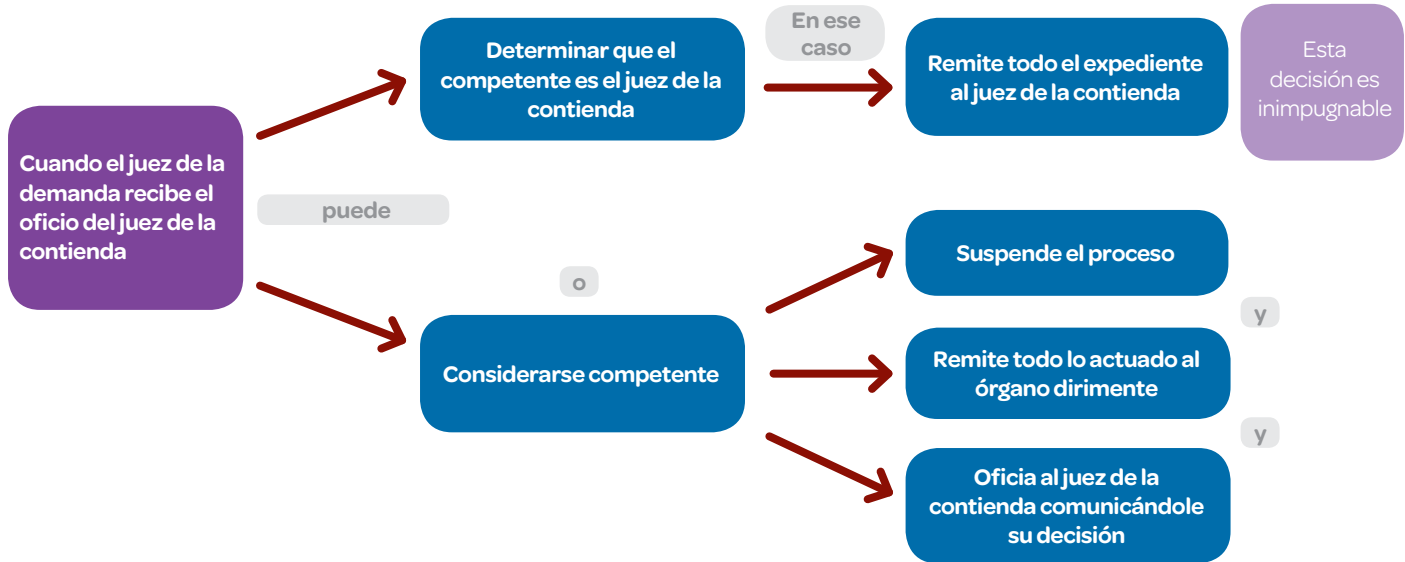 Cuando el juez de la
demanda recibe el
oficio del juez de la
contienda
puede
Determinar que el
competente es el juez de la
contienda
En ese
caso
Remite todo el expediente
al juez de la contienda
Esta
decisión es
inimpugnable
o
Considerarse competente
Suspende el proceso
y
Remite todo lo actuado al
órgano dirimente
y
Oficia al juez de la
contienda comunicándole
su decisión